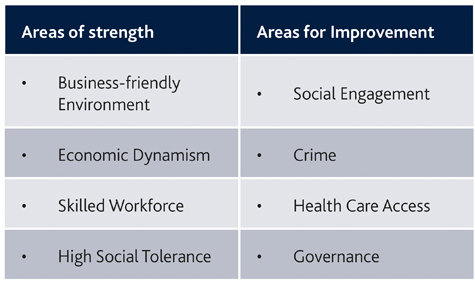 Areas of strength
Areas for Improvement
• Business-friendly
Environment
• Social Engagement
• Economic Dynamism
• Crime
• Skilled Workforce
• Health Care Access
• High Social Tolerance
• Governance